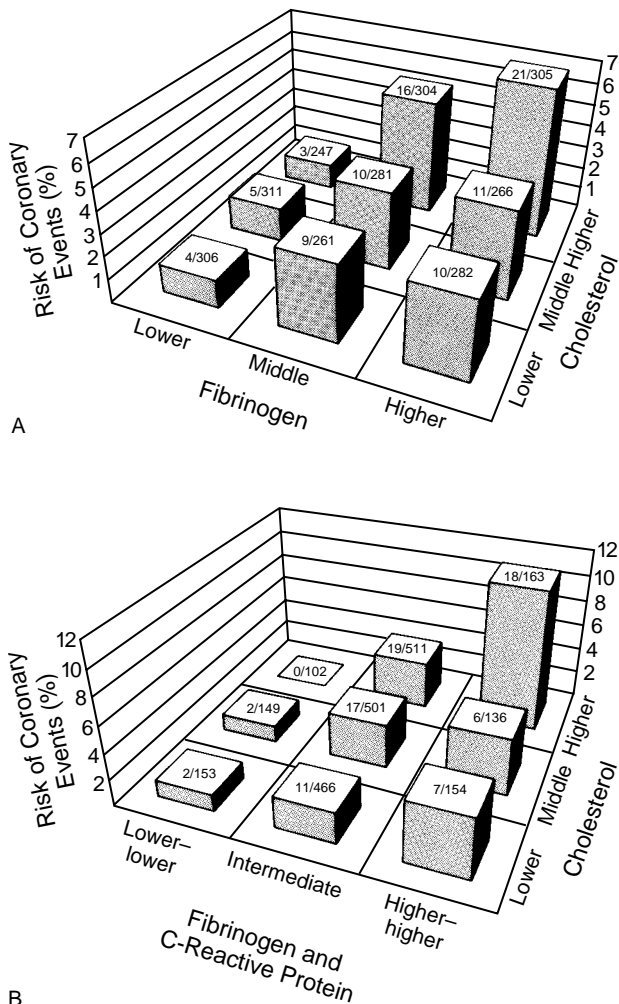 7
6
5
4
3
2
1
Risk of Coronary
Events (%)
21/305
16/304
3/247
11/266
10/281
5/311
10/282
9/261
4/306
7
6
5
4
3
2
1
Lower
Middle
Higher
Fibrinogen
Lower
Middle
Higher
Cholesterol
A
12
10
8
6
4
2
Risk of Coronary
Events (%)
18/163
19/511
0/102
6/136
17/501
2/149
7/154
11/466
2/153
12
10
8
6
4
2
Lower–
lower
Intermediate
Higher–
higher
Fibrinogen and
C-Reactive Protein
Lower
Middle
Higher
Cholesterol
B